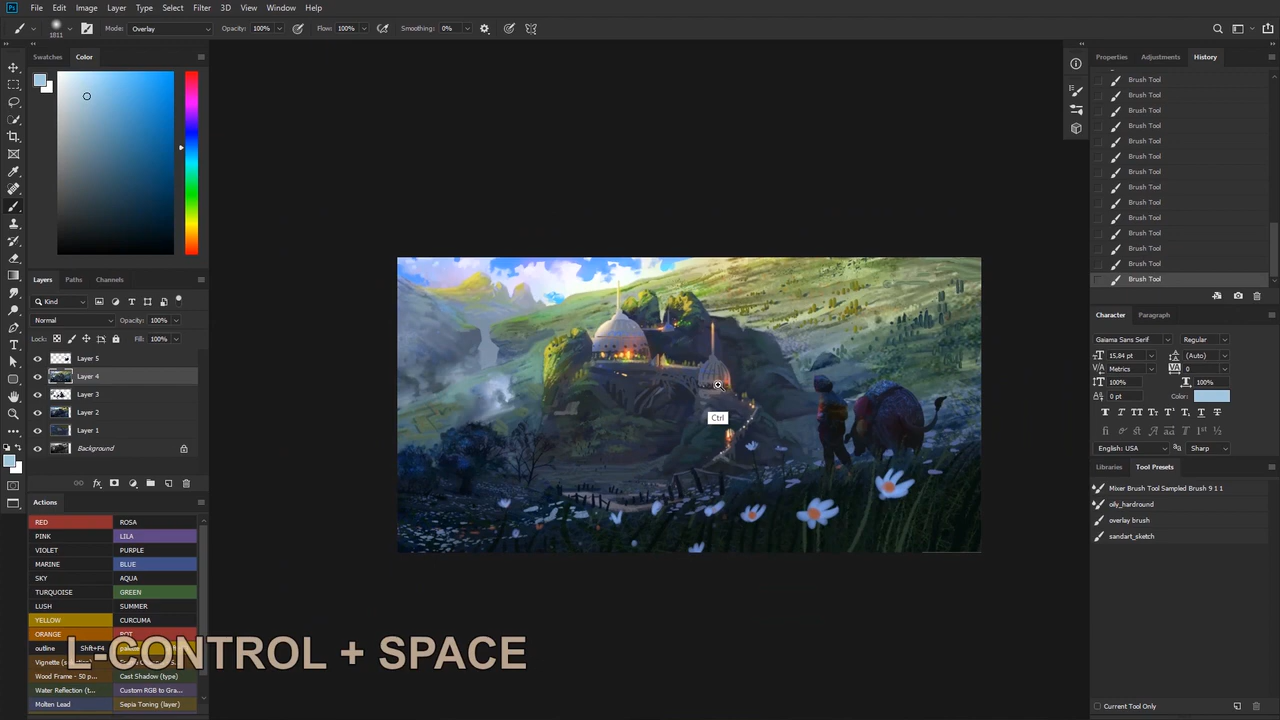 Ps File Edit Image Layer Type Select Filter 3D View Window Help
1011 Mode: Overlay Opacity: 100% Flow: 100% Smoothing: 0%
Swatches Color
Layers Paths Channels
Kind
Normal Opacity: 100%
Lock: Fill: 100%
Layer 5
Layer 4
Layer 3
Layer 2
Layer 1
Background
fx
Actions
RED ROSA
PINK LILA
VIOLET PURPLE
MARINE BLUE
SKY AQUA
TURQUOISE GREEN
LUSH SUMMER
YELLOW CURCUMA
ORANGE
outline Shft+F4
Vignette
Wood Frame - 50 p... Cast Shadow (type)
Water Reflection (t... Custom RGB to Gra...
Molten Lead Sepia Toning (layer)
L-CONTROL + SPACE
Ctrl
Properties Adjustments History
Brush Tool
Brush Tool
Brush Tool
Brush Tool
Brush Tool
Brush Tool
Brush Tool
Brush Tool
Brush Tool
Brush Tool
Brush Tool
Brush Tool
Brush Tool
Brush Tool
Character Paragraph
Gaiama Sans Serif Regular
15,84 pt (Auto)
Metrics 0
100% 100%
0 pt Color:
T T TT Tt T¹ T₁ T T
English: USA Sharp
Libraries Tool Presets
Mixer Brush Tool Sampled Brush 9 1 1
oily_hardround
overlay brush
sandart_sketch
Current Tool Only